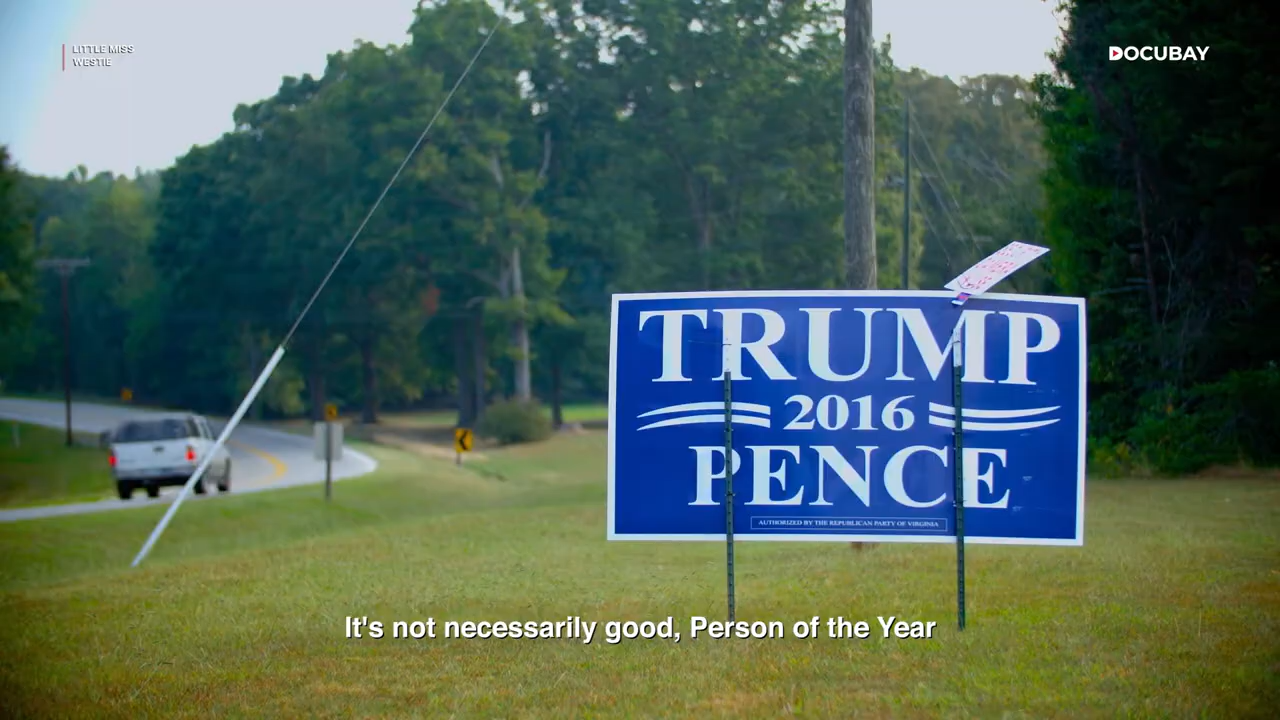 LITTLE MISS
WESTIE
DOCUBAY
TRUMP
2016
PENCE
AUTHORIZED BY THE REPUBLICAN PARTY OF VIRGINIA
It's not necessarily good, Person of the Year